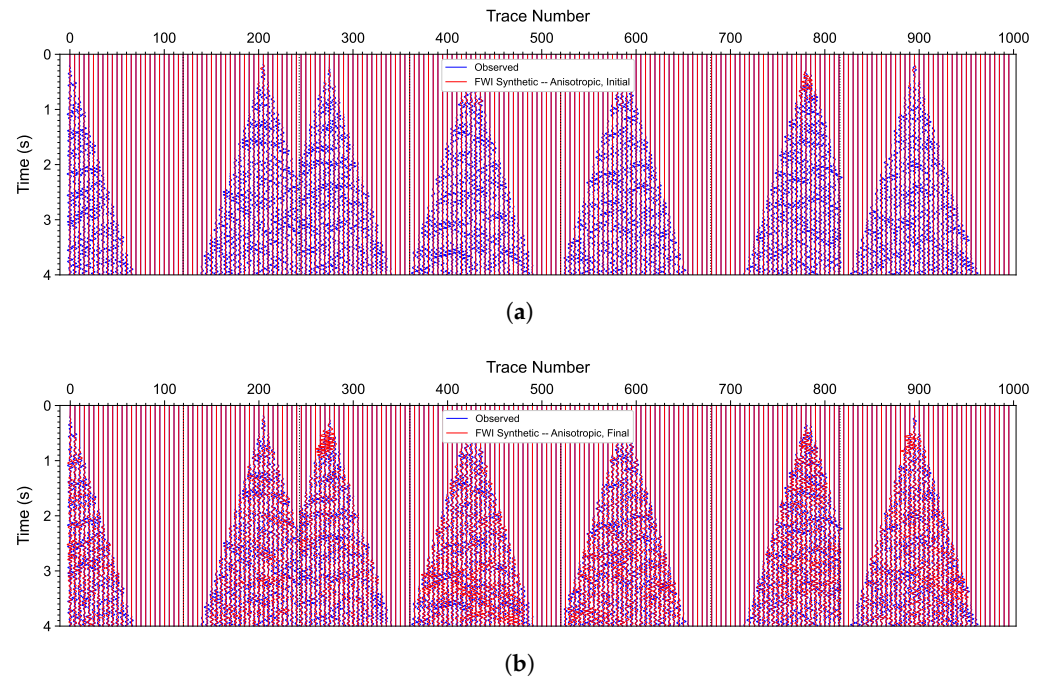 Trace Number
0 100 200 300 400 500 600 700 800 900 1000
0
Observed
FWI Synthetic -- Anisotropic, Initial
1
Time (s)
2
3
4
(a)
Trace Number
0 100 200 300 400 500 600 700 800 900 1000
0
Observed
FWI Synthetic -- Anisotropic, Final
1
Time (s)
2
3
4
(b)